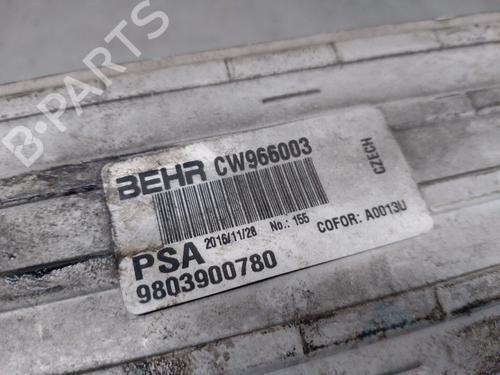 B-PARTS
BEHR CW966003
CZECH
2016/11/28 No.: 155
PSA COFOR: A0013U
9803900780